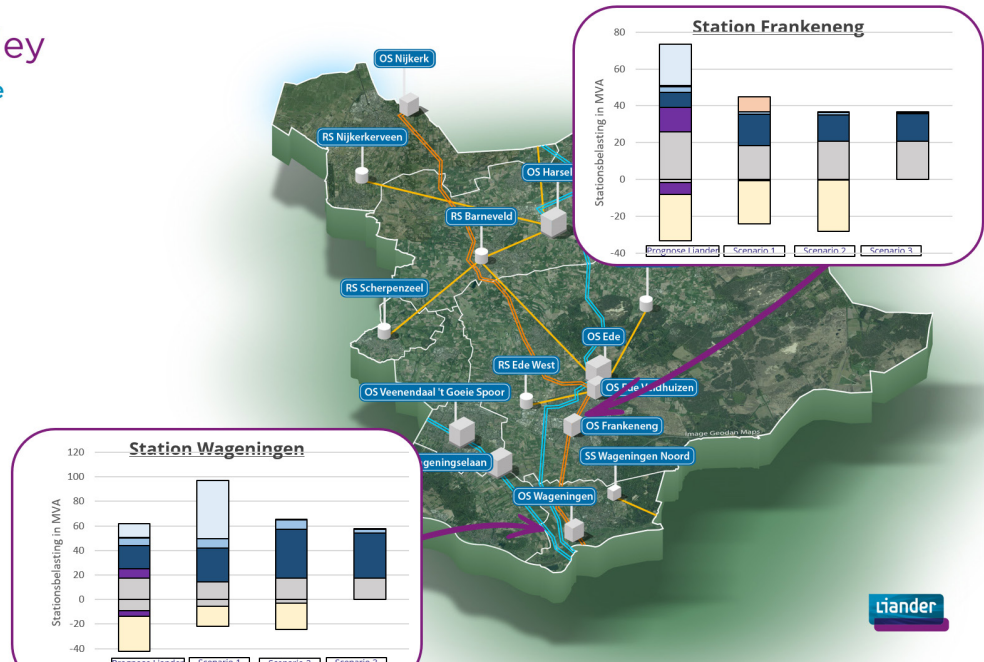 ey
e
Station Frankeneng
Stationsbelasting in MVA
80
60
40
20
0
-20
-40
Prognose Liander
Scenario 1
Scenario 2
Scenario 3
OS Nijkerk
RS Nijkerkerveen
OS Harsel
RS Barneveld
RS Scherpenzeel
OS Ede
RS Ede West
OS Ede Veldhuizen
OS Veenendaal 't Goeie Spoor
OS Frankeneng
Image Geodan Maps
SS Wageningen Noord
geningselaan
OS Wageningen
Station Wageningen
Stationsbelasting in MVA
120
100
80
60
40
20
0
-20
-40
Prognose Liander
Scenario 1
Scenario 2
Scenario 3
Liander